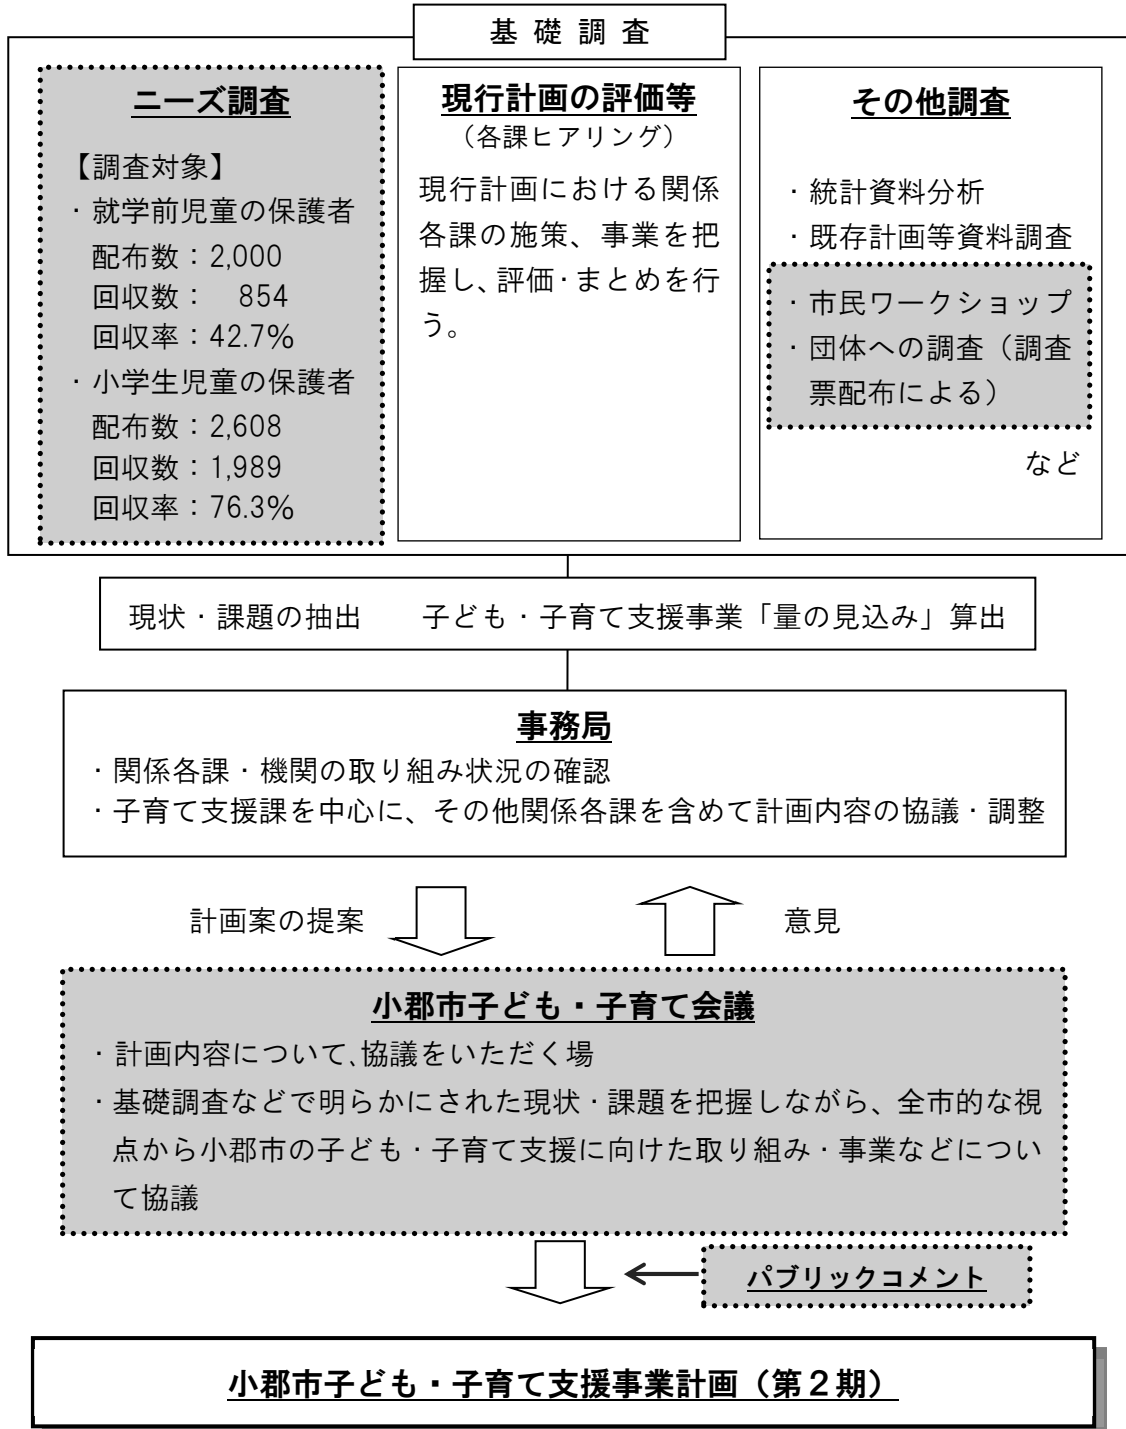 基 礎 調 査
ニーズ調査
【調査対象】
・就学前児童の保護者
配布数：2,000
回収数：　854
回収率：42.7%
・小学生児童の保護者
配布数：2,608
回収数：1,989
回収率：76.3%
現行計画の評価等
（各課ヒアリング）
現行計画における関係
各課の施策、事業を把
握し、評価・まとめを行
う。
その他調査
・統計資料分析
・既存計画等資料調査
・市民ワークショップ
・団体への調査（調査
票配布による）
など
現状・課題の抽出　　子ども・子育て支援事業「量の見込み」算出
事務局
・関係各課・機関の取り組み状況の確認
・子育て支援課を中心に、その他関係各課を含めて計画内容の協議・調整
計画案の提案
意見
小郡市子ども・子育て会議
・計画内容について、協議をいただく場
・基礎調査などで明らかにされた現状・課題を把握しながら、全市的な視
点から小郡市の子ども・子育て支援に向けた取り組み・事業などについ
て協議
パブリックコメント
小郡市子ども・子育て支援事業計画（第２期）